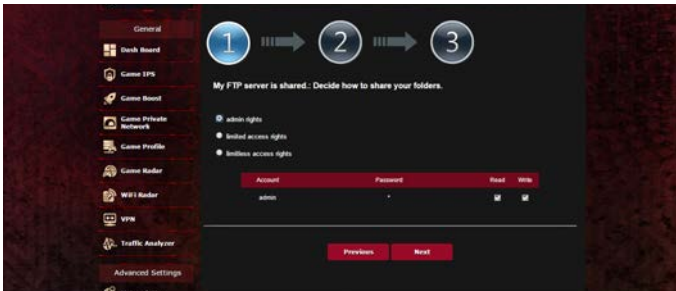 General
Dash Board
Game IPS
Game Boost
Game Private
Network
Game Profile
Game Radar
WiFi Radar
VPN
Traffic Analyzer
Advanced Settings
1
2
3
My FTP server is shared.: Decide how to share your folders.
admin rights
limited access rights
limitless access rights
Account Password Read Write
admin *
Previous Next